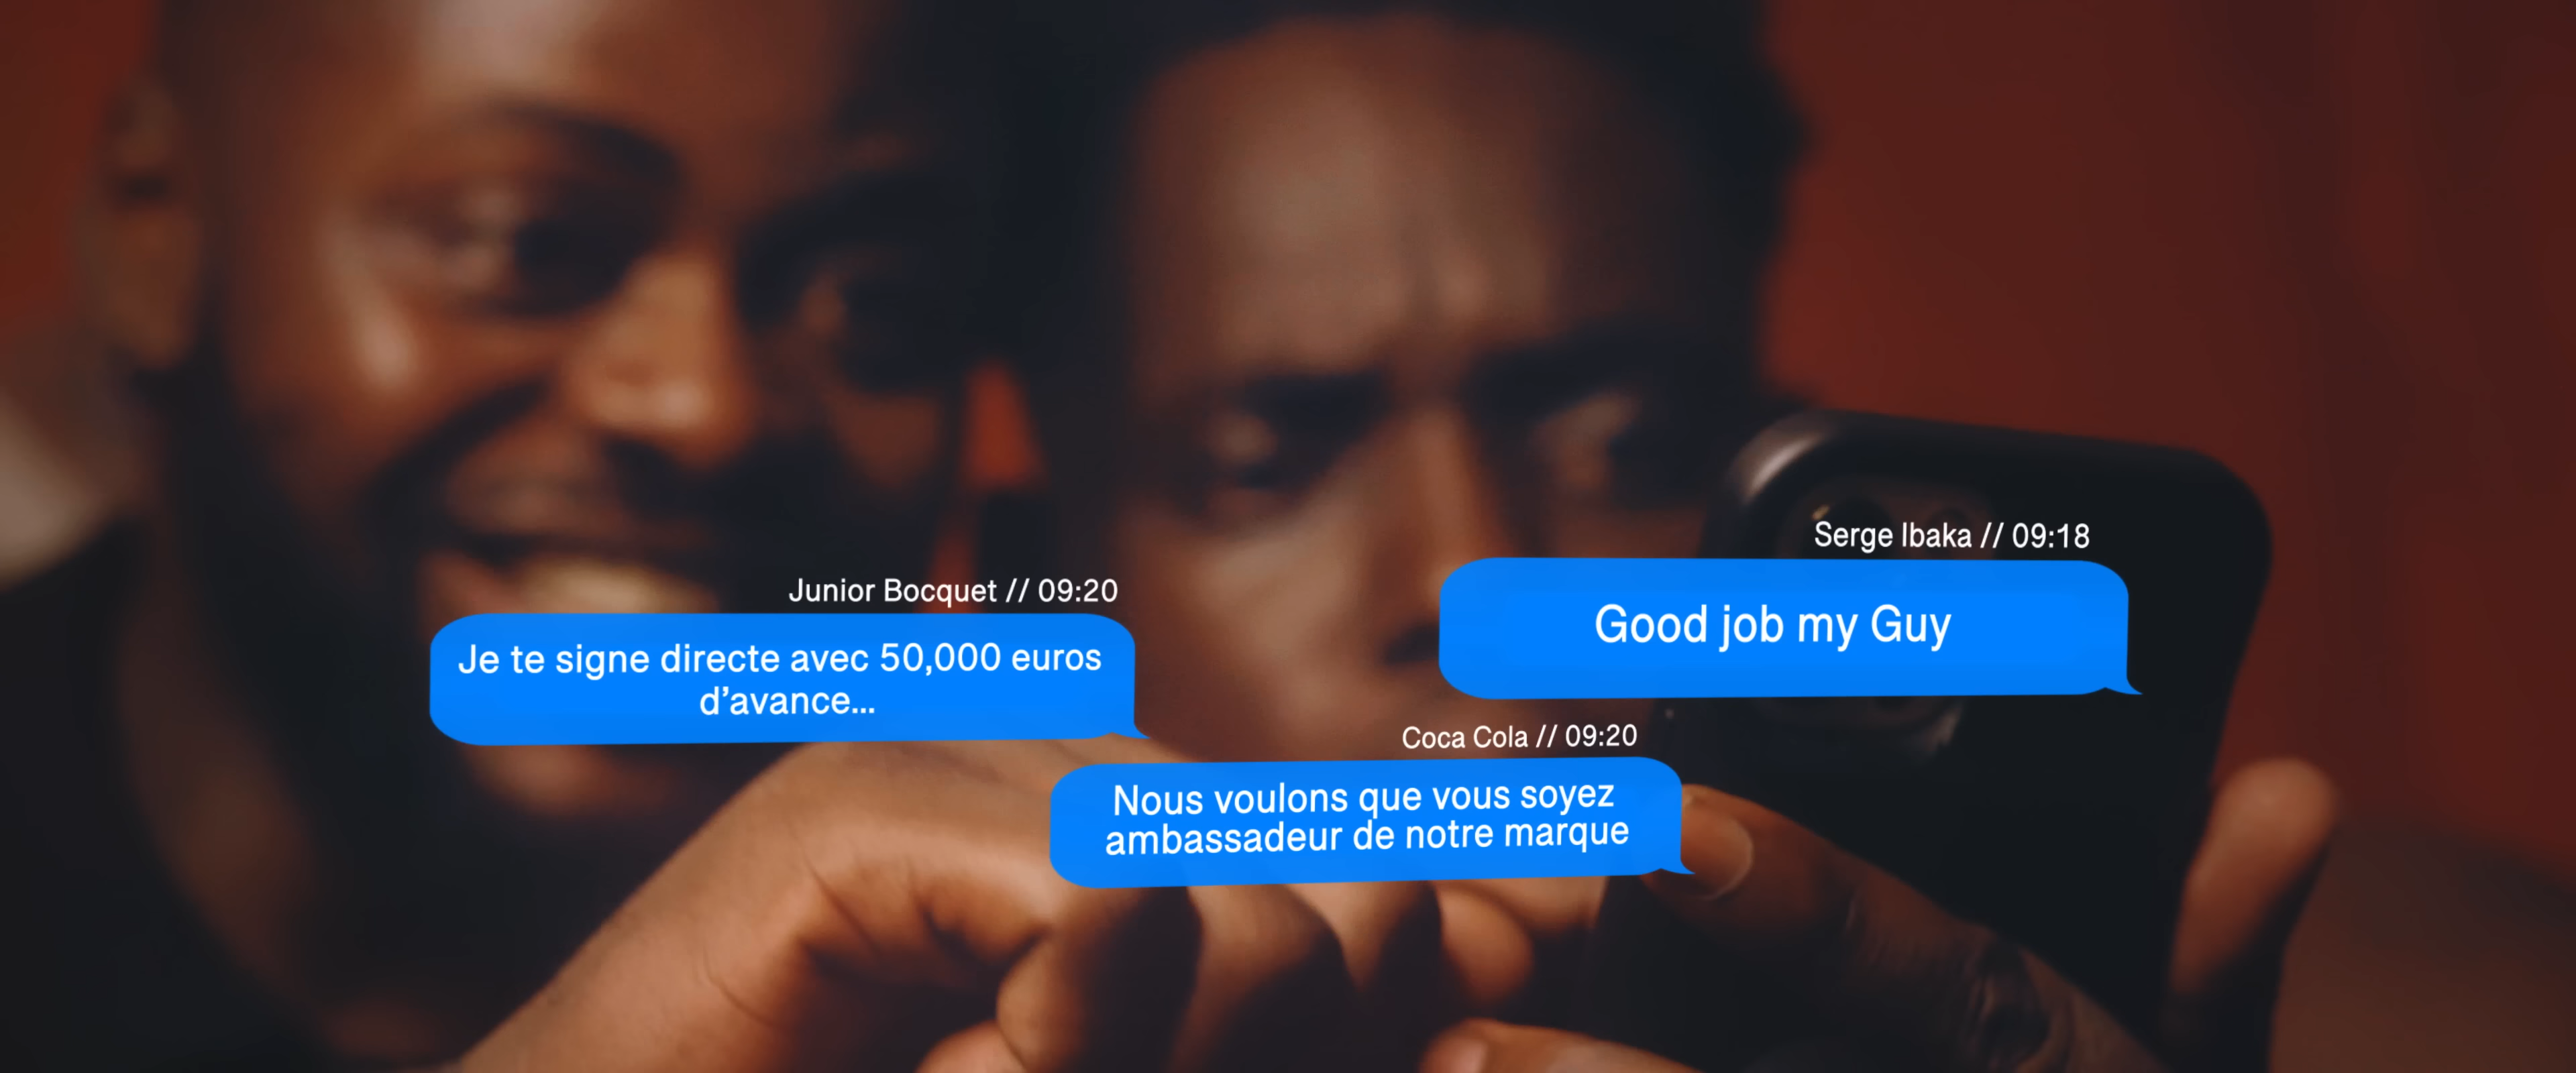 Serge Ibaka // 09:18
Good job my Guy
Junior Bocquet // 09:20
Je te signe directe avec 50,000 euros
d’avance...
Coca Cola // 09:20
Nous voulons que vous soyez
ambassadeur de notre marque